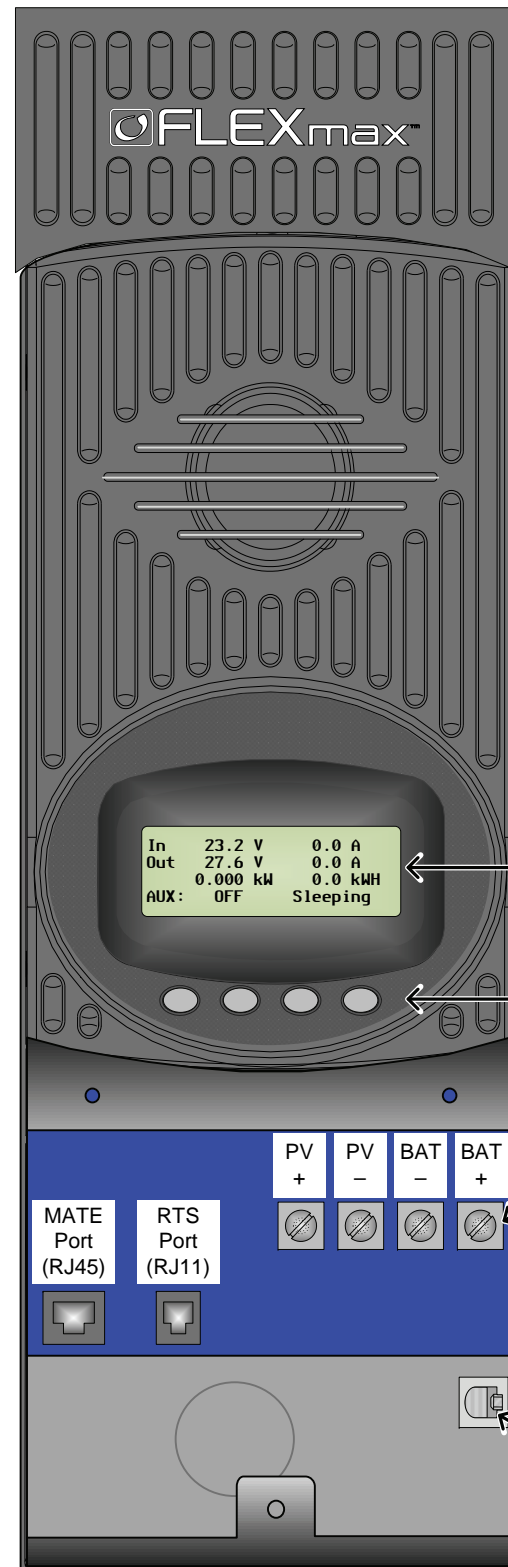 FLEXmax™
In 23.2 V 0.0 A
Out 27.6 V 0.0 A
0.000 kW 0.0 kWH
AUX: OFF Sleeping
PV + PV – BAT – BAT +
MATE Port (RJ45)
RTS Port (RJ11)